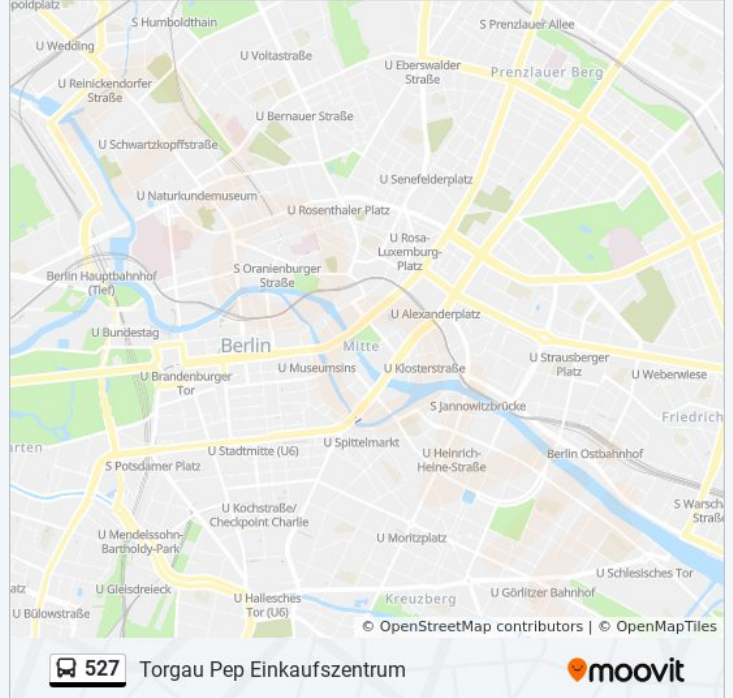 poldplatz
S Humboldthain
S Prenzlauer Allee
U Wedding
U Voltastraße
U Eberswalder
Straße
Prenzlauer Berg
U Reinickendorfer
Straße
U Bernauer Straße
U Schwartzkopffstraße
U Senefelderplatz
U Naturkundemuseum
U Rosenthaler Platz
U Rosa-
Luxemburg-
Platz
Berlin Hauptbahnhof
(Tief)
S Oranienburger
Straße
U Alexanderplatz
U Bundestag
Berlin
Mitte
U Strausberger
Platz
U Museumsins
U Klosterstraße
U Weberwiese
U Brandenburger
Tor
S Jannowitzbrücke
Friedrich
rten
U Stadtmitte (U6)
U Spittelmarkt
U Heinrich-
Heine-Straße
Berlin Ostbahnhof
S Potsdamer Platz
S Warsch
Straße
U Kochstraße/
Checkpoint Charlie
U Mendelssohn-
Bartholdy-Park
U Moritzplatz
U Schlesisches Tor
atz
U Gleisdreieck
U Hallesches
Tor (U6)
Kreuzberg
U Görlitzer Bahnhof
U Bülowstraße
© OpenStreetMap contributors | © OpenMapTiles
527 Torgau Pep Einkaufszentrum
moovit